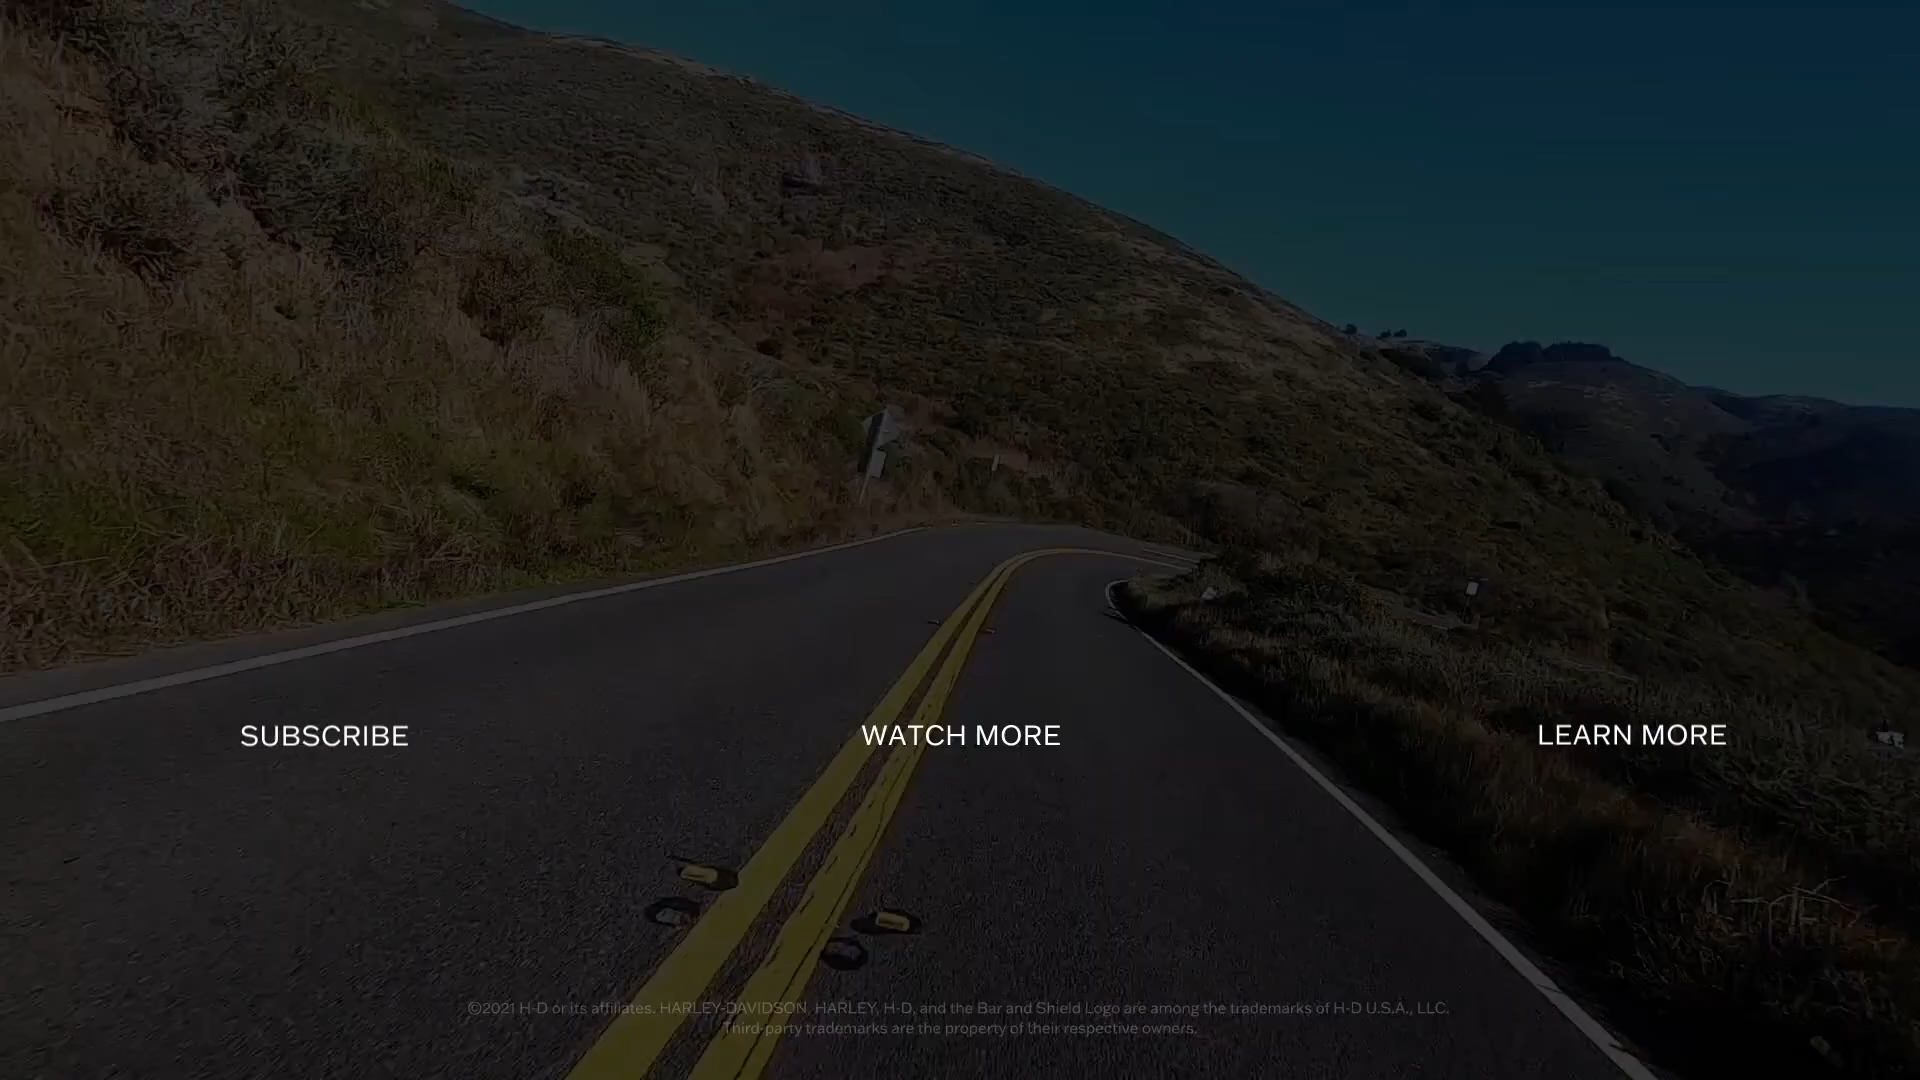 SUBSCRIBE
WATCH MORE
LEARN MORE
©2021 H-D or its affiliates. HARLEY-DAVIDSON, HARLEY, H-D, and the Bar and Shield Logo are among the trademarks of H-D U.S.A., LLC.
Third-party trademarks are the property of their respective owners.